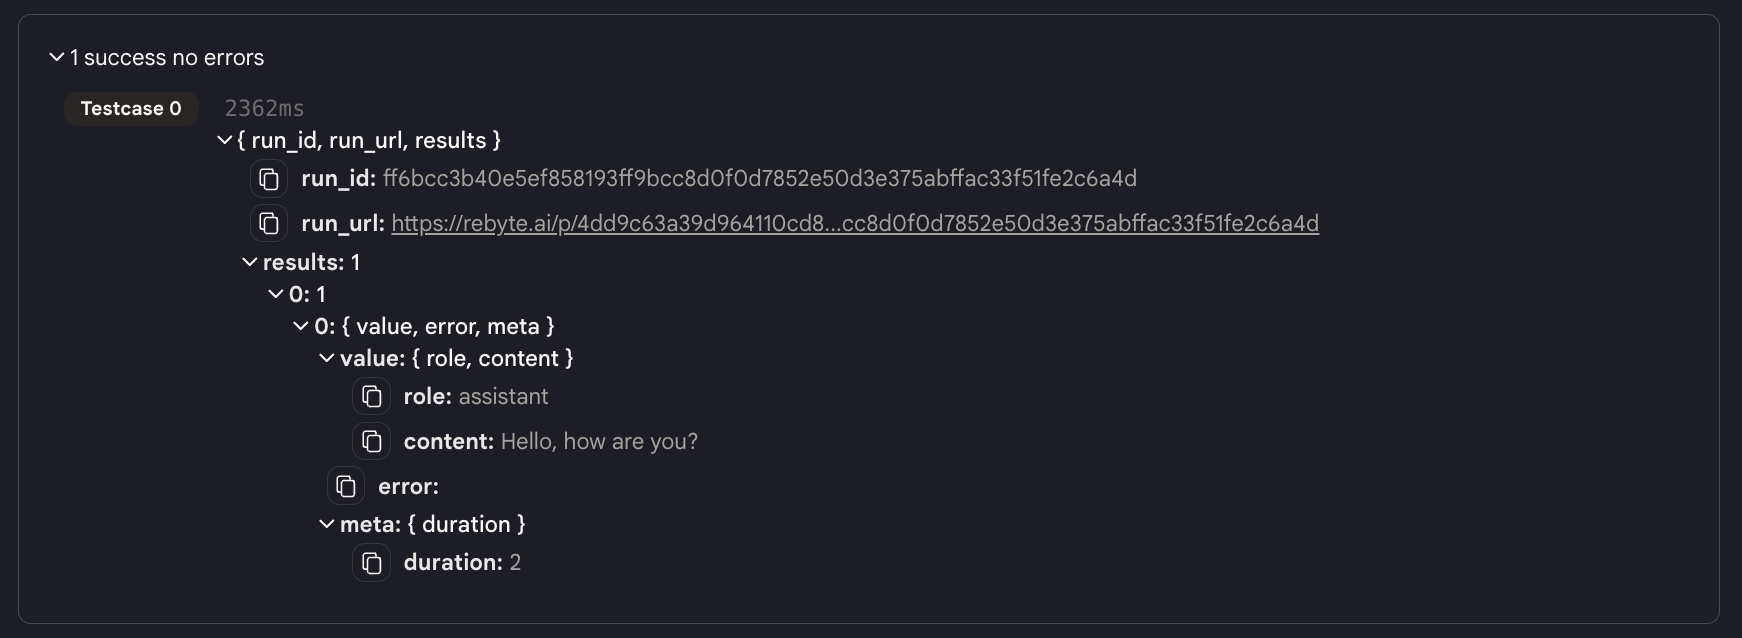 1 success no errors
Testcase 0 2362ms
{ run_id, run_url, results }
run_id: ff6bcc3b40e5ef858193ff9bcc8d0f0d7852e50d3e375abffac33f51fe2c6a4d
run_url: https://rebyte.ai/p/4dd9c63a39d964110cd8...cc8d0f0d7852e50d3e375abffac33f51fe2c6a4d
results: 1
0: 1
0: { value, error, meta }
value: { role, content }
role: assistant
content: Hello, how are you?
error:
meta: { duration }
duration: 2